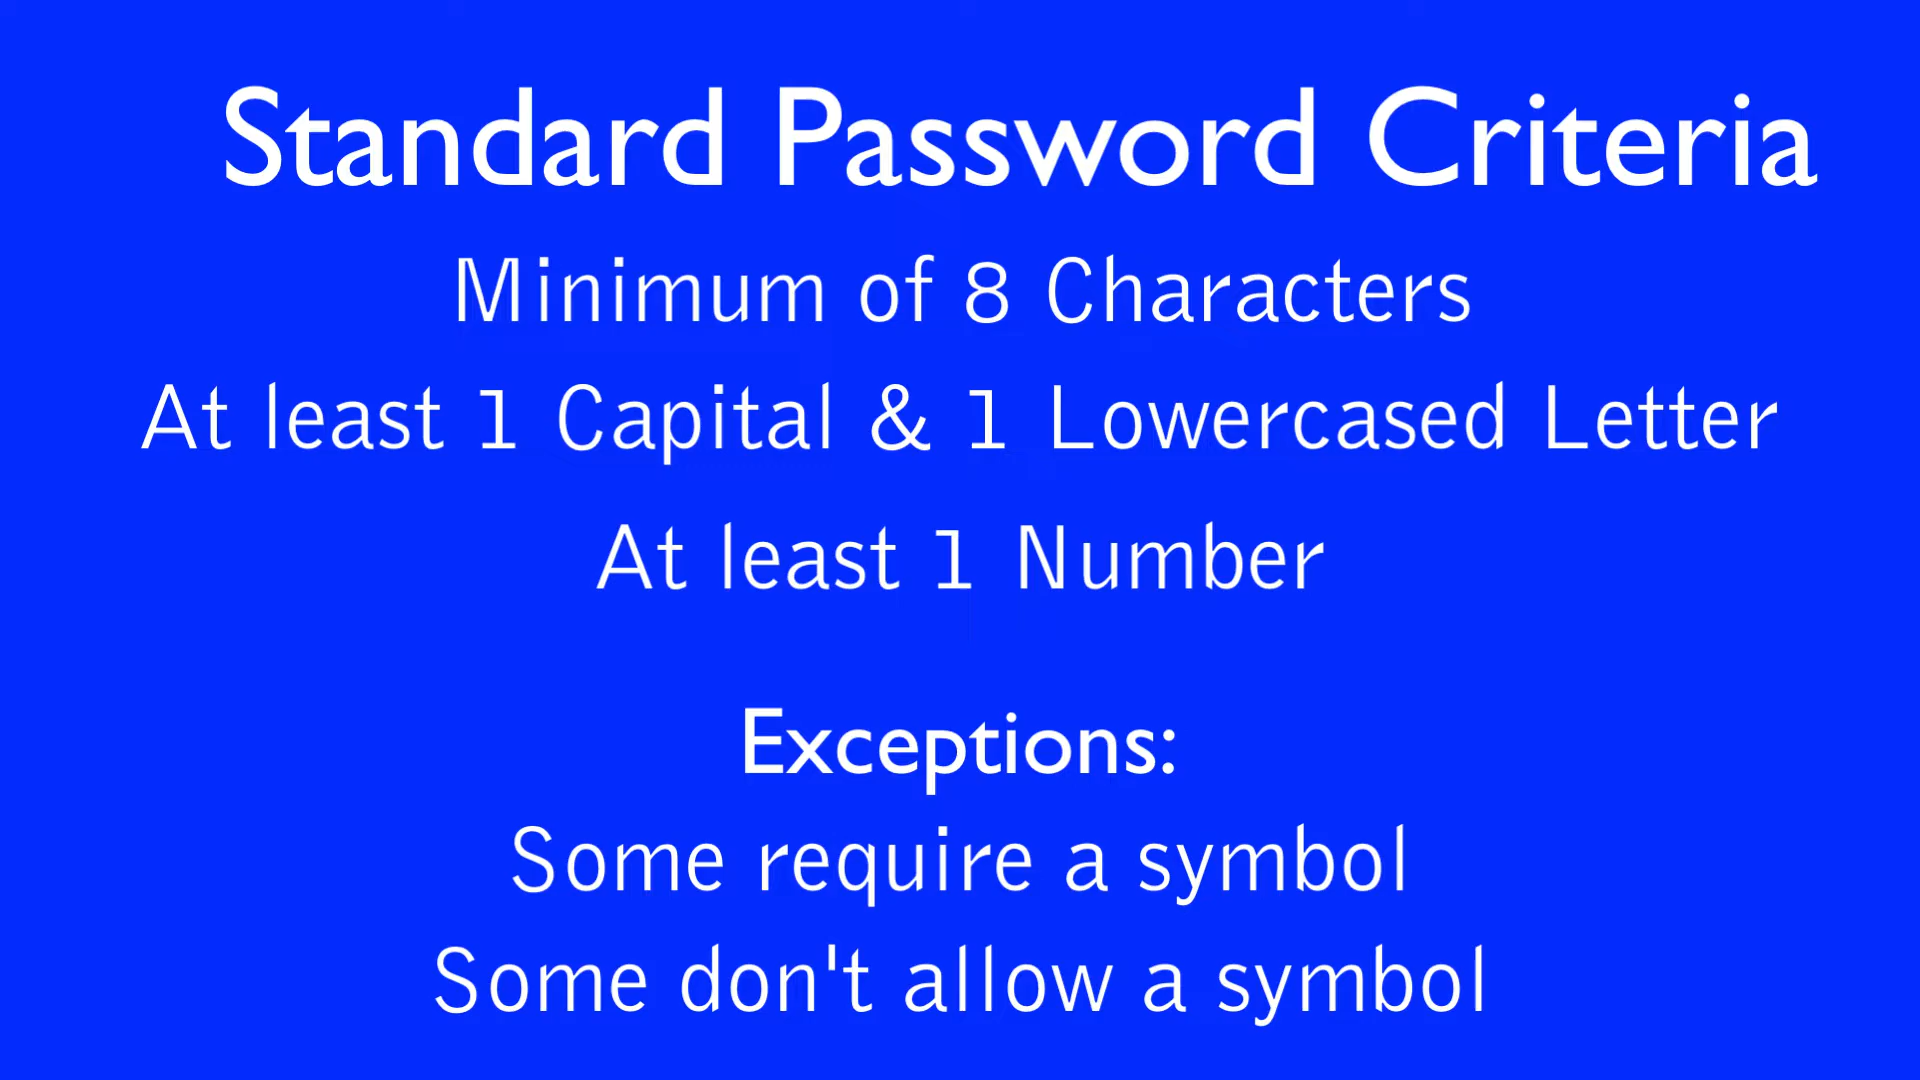 Standard Password Criteria
Minimum of 8 Characters
At least 1 Capital & 1 Lowercased Letter
At least 1 Number
Exceptions:
Some require a symbol
Some don't allow a symbol